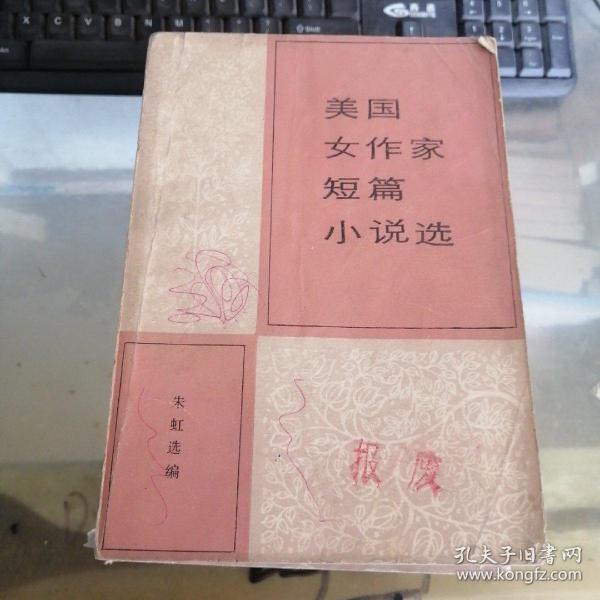 美国
女作家
短篇
小说选
朱虹选编
报废
孔夫子旧书网
www.kongfz.com